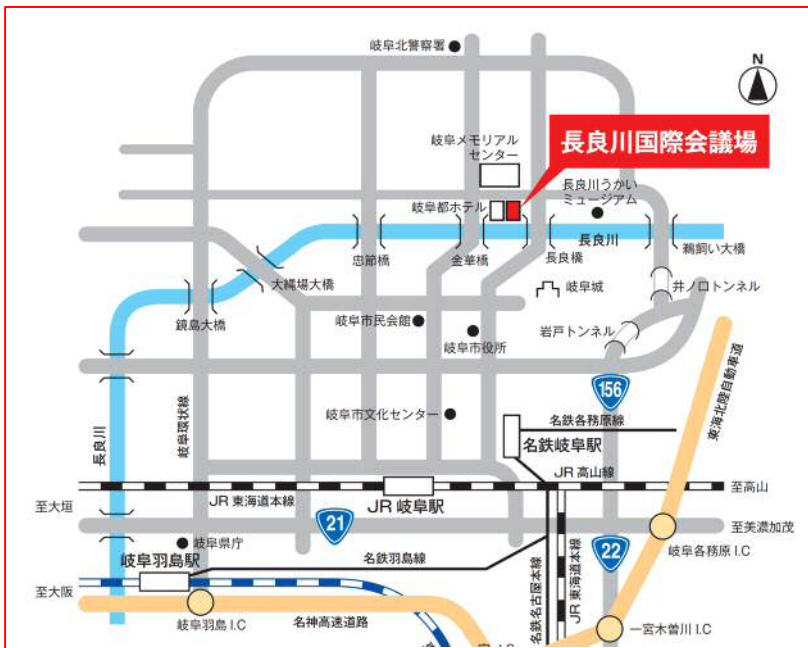 岐阜北警察署
N
岐阜メモリアル
センター
長良川国際会議場
長良川うかい
ミュージアム
岐阜都ホテル
長良川
忠節橋
金華橋
長良橋
鵜飼い大橋
大縄場大橋
岐阜城
井ノ口トンネル
鏡島大橋
岐阜市民会館
岐阜市役所
岩戸トンネル
156
東海北陸自動車道
岐阜市文化センター
名鉄各務原線
名鉄岐阜駅
長良川
岐阜環状線
JR 高山線
至高山
至大垣
JR 東海道本線
JR 岐阜駅
21
至美濃加茂
岐阜県庁
22
岐阜各務原 I.C
岐阜羽島駅
名鉄羽島線
至大阪
名鉄名古屋本線
JR 東海道本線
岐阜羽島 I.C
名神高速道路
一宮木曽川 I.C